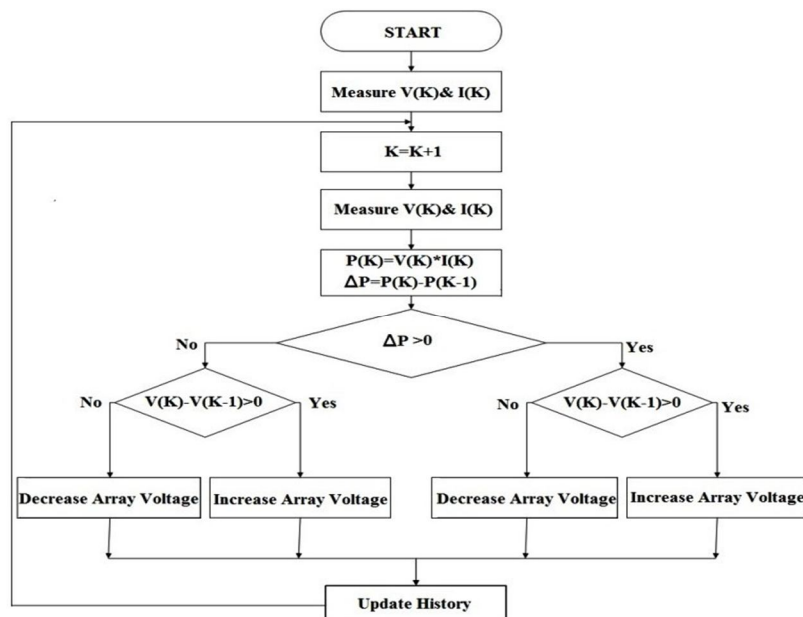 START
Measure V(K)& I(K)
K=K+1
Measure V(K)& I(K)
P(K)=V(K)*I(K)
ΔP=P(K)-P(K-1)
ΔP >0
No
Yes
No
V(K)-V(K-1)>0
Yes
No
V(K)-V(K-1)>0
Yes
Decrease Array Voltage
Increase Array Voltage
Decrease Array Voltage
Increase Array Voltage
Update History